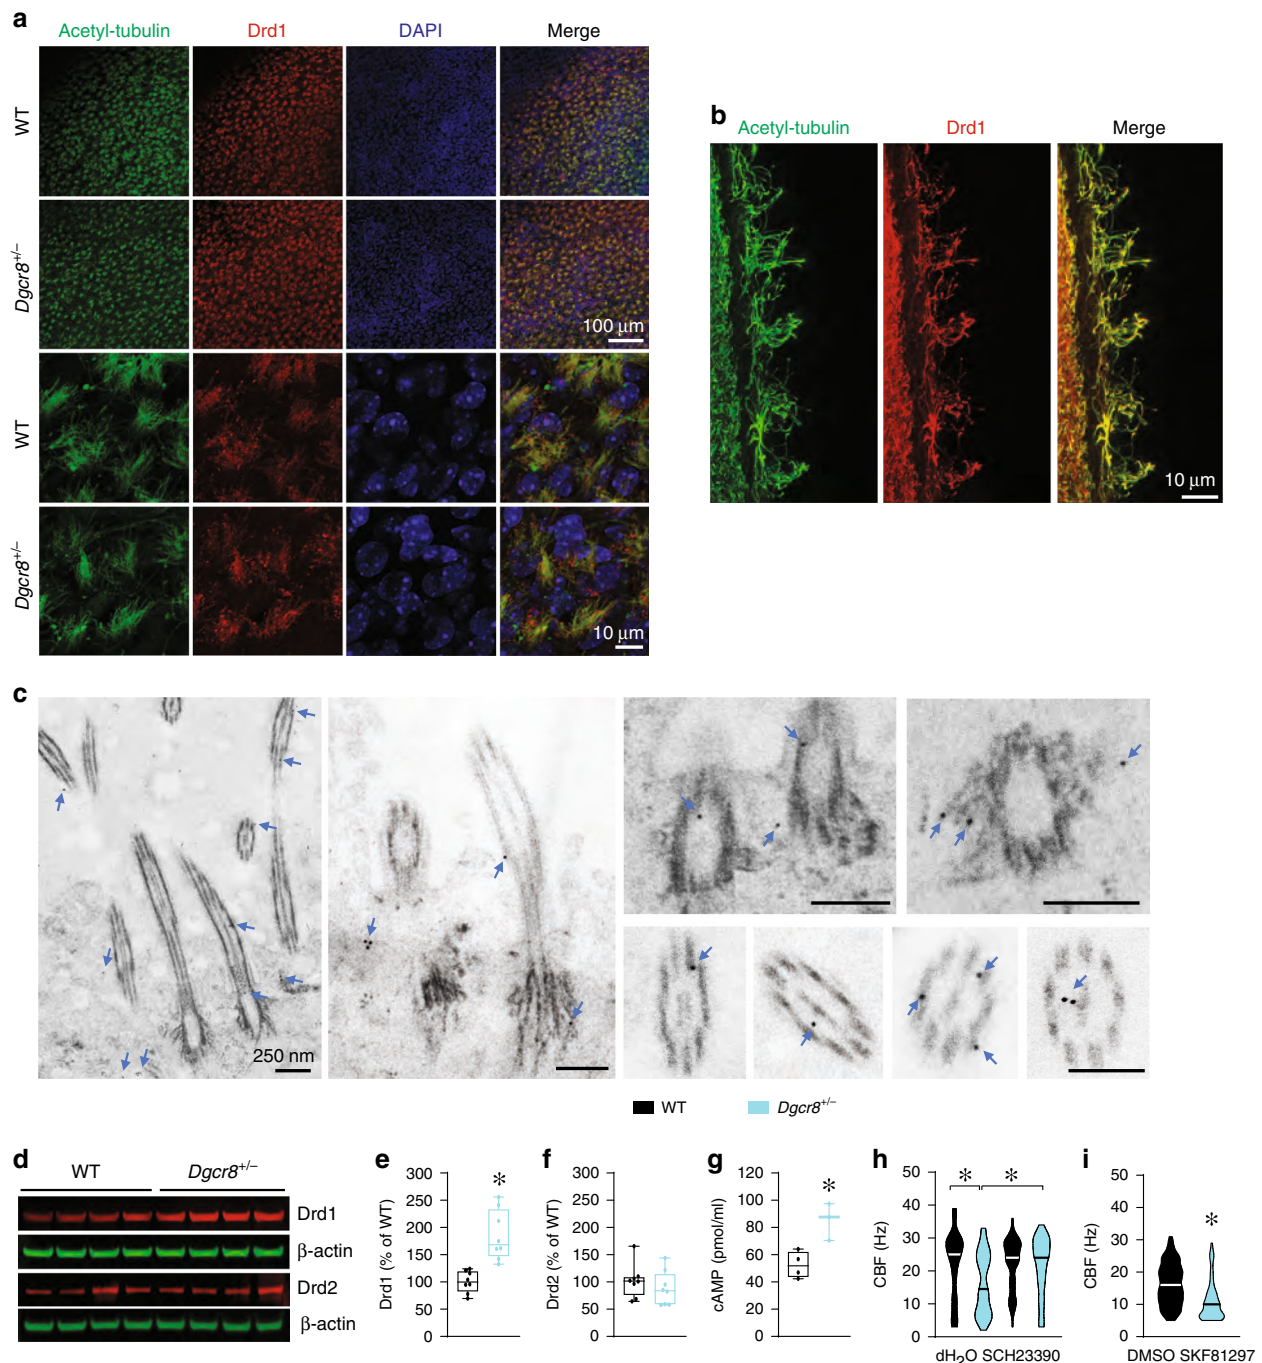 a
Acetyl-tubulin Drd1 DAPI Merge
WT
Dgcr8+/–
100 μm
WT
Dgcr8+/–
10 μm
b
Acetyl-tubulin Drd1 Merge
10 μm
c
250 nm
WT Dgcr8+/–
d
WT Dgcr8+/–
Drd1
β-actin
Drd2
β-actin
e
300
250
200
150
100
50
0
Drd1 (% of WT)
*
f
300
250
200
150
100
50
0
Drd2 (% of WT)
g
120
100
80
60
40
20
0
cAMP (pmol/ml)
*
h
50
40
30
20
10
0
CBF (Hz)
* *
dH2O SCH23390
i
50
40
30
20
10
0
CBF (Hz)
*
DMSO SKF81297